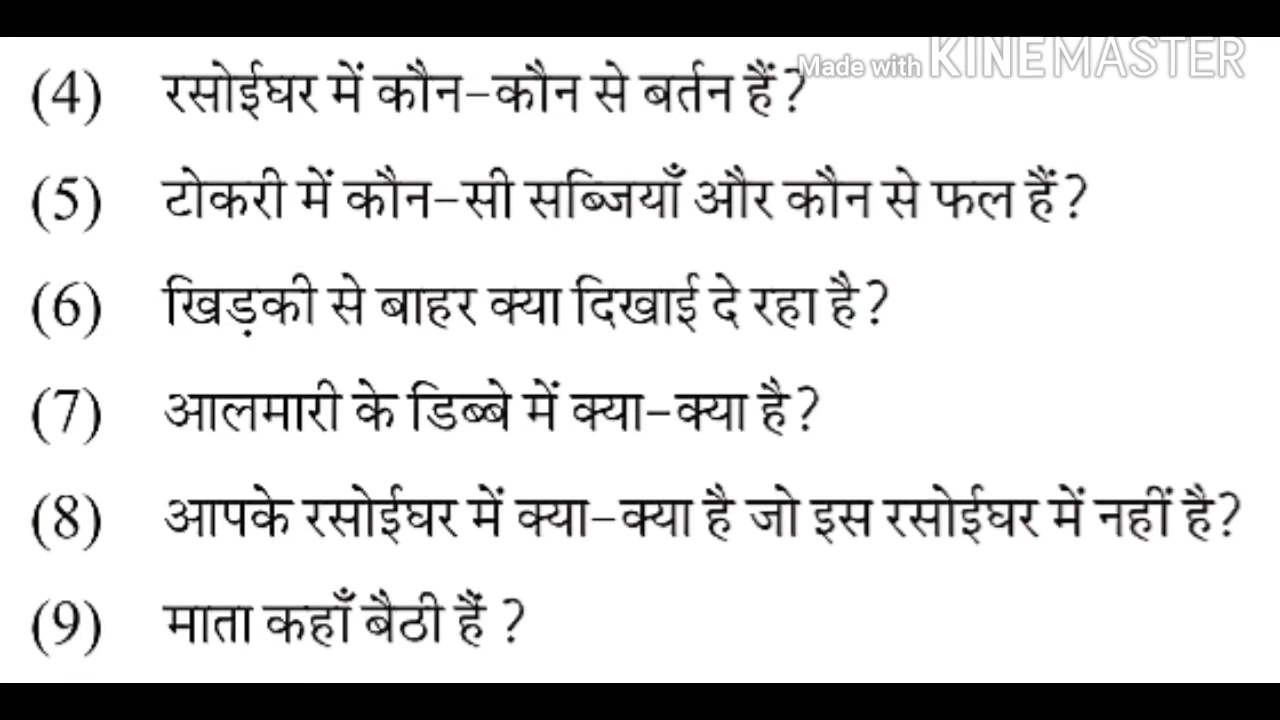 Made with KINEMASTER
(4) रसोईघर में कौन-कौन से बर्तन हैं?
(5) टोकरी में कौन-सी सब्जियाँ और कौन से फल हैं?
(6) खिड़की से बाहर क्या दिखाई दे रहा है?
(7) आलमारी के डिब्बे में क्या-क्या है?
(8) आपके रसोईघर में क्या-क्या है जो इस रसोईघर में नहीं है?
(9) माता कहाँ बैठी हैं ?